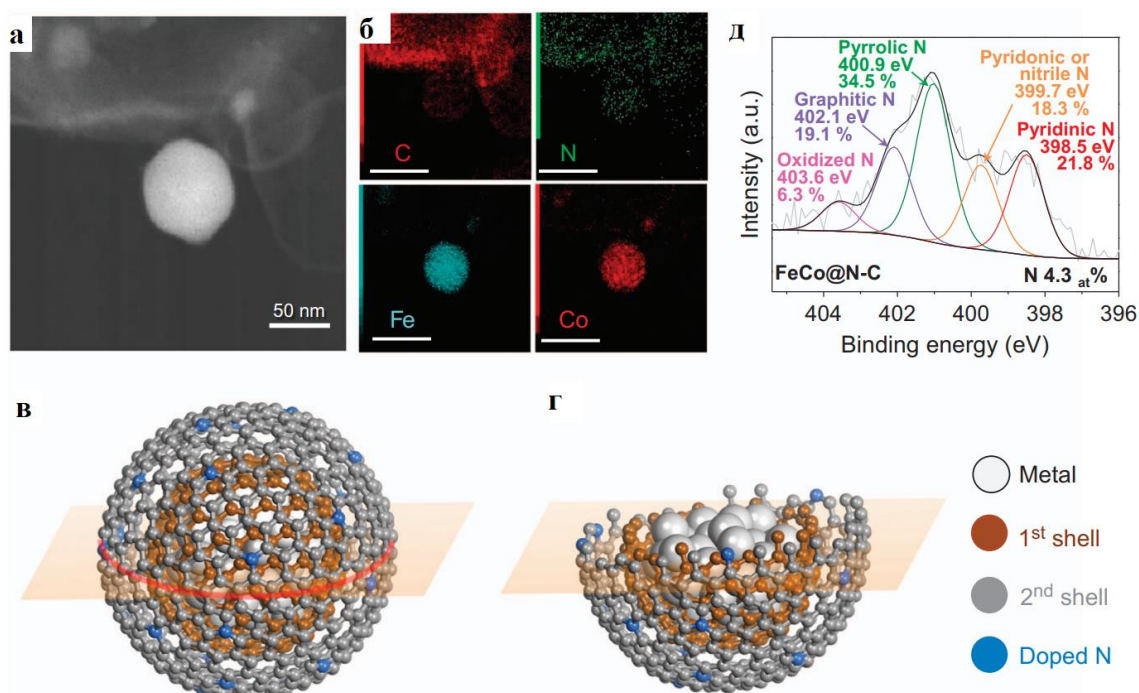 а
50 nm
б
C
N
Fe
Co
д
Pyrrolic N
400.9 eV
34.5 %
Pyridonic or
nitrile N
399.7 eV
18.3 %
Graphitic N
402.1 eV
19.1 %
Pyridinic N
398.5 eV
21.8 %
Oxidized N
403.6 eV
6.3 %
Intensity (a.u.)
FeCo@N-C
N 4.3 at%
404 402 400 398 396
Binding energy (eV)
в
г
Metal
1st shell
2nd shell
Doped N